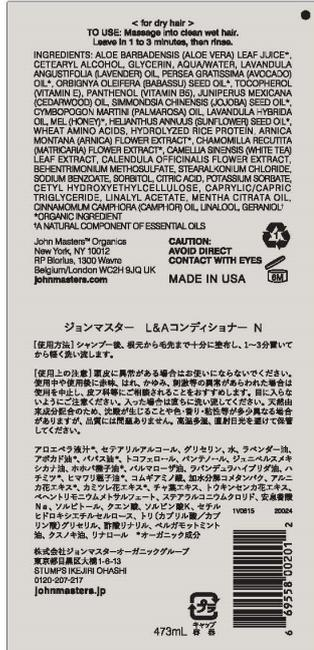 < for dry hair >
TO USE: Massage into clean wet hair.
Leave in 1 to 3 minutes, then rinse.
INGREDIENTS: ALOE BARBADENSIS (ALOE VERA) LEAF JUICE*,
CETEARYL ALCOHOL, GLYCERIN, AQUA/WATER, LAVANDULA
ANGUSTIFOLIA (LAVENDER) OIL, PERSEA GRATISSIMA (AVOCADO)
OIL*, ORBIGNYA OLEIFERA (BABASSU) SEED OIL*, TOCOPHEROL
(VITAMIN E), PANTHENOL (VITAMIN B5), JUNIPERUS MEXICANA
(CEDARWOOD) OIL, SIMMONDSIA CHINENSIS (JOJOBA) SEED OIL*,
CYMBOPOGON MARTINI (PALMAROSA) OIL, LAVANDULA HYBRIDA
OIL, MEL (HONEY)*, HELIANTHUS ANNUUS (SUNFLOWER) SEED OIL*,
WHEAT AMINO ACIDS, HYDROLYZED RICE PROTEIN, ARNICA
MONTANA (ARNICA) FLOWER EXTRACT*, CHAMOMILLA RECUTITA
(MATRICARIA) FLOWER EXTRACT*, CAMELLIA SINENSIS (WHITE TEA)
LEAF EXTRACT, CALENDULA OFFICINALIS FLOWER EXTRACT,
BEHENTRIMONIUM METHOSULFATE, STEARALKONIUM CHLORIDE,
SODIUM BENZOATE, SORBITOL, CITRIC ACID, POTASSIUM SORBATE,
CETYL HYDROXYETHYLCELLULOSE, CAPRYLIC/CAPRIC
TRIGLYCERIDE, LINALYL ACETATE, MENTHA CITRATA OIL,
CINNAMOMUM CAMPHORA (CAMPHOR) OIL, LINALOOL, GERANIOL†
*ORGANIC INGREDIENT
†A NATURAL COMPONENT OF ESSENTIAL OILS
John Masters™ Organics
New York, NY 10012
RP Biorius, 1300 Wavre
Belgium/London WC2H 9JQ UK
johnmasters.com
CAUTION:
AVOID DIRECT
CONTACT WITH EYES
MADE IN USA
1
6M
ジョンマスター L&Aコンディショナー N
[使用方法] シャンプー後、根元から毛先まで十分に塗布し、1~3分置いて
から軽く洗い流します。
[使用上の注意] 頭皮に異常がある場合はお使いにならないでください。
使用中や使用後に赤味、はれ、かゆみ、刺激等の異常があらわれた場合は
使用を中止し、皮フ科等にご相談されることをおすすめします。目に入らな
いようにご注意ください。入った場合は直ちに洗い流してください。天然由
来成分配合のため、沈殿が生じることや色・香り・粘性等が多少異なる場合
がありますが、品質には問題ありません。高温多湿、直射日光を避けて保管
してください。
アロエベラ液汁*、セテアリルアルコール、グリセリン、水、ラベンダー油、
アボカド油*、ババス油*、トコフェロール、パンテノール、ジュニペルスメキ
シカナ油、ホホバ種子油*、パルマローザ油、ラバンデュラハイブリダ油、ハ
チミツ*、ヒマワリ種子油*、コムギアミノ酸、加水分解コメタンパク、アルニ
カ花エキス*、カミツレ花エキス*、チャ葉エキス、トウキンセンカ花エキス、
ベヘントリモニウムメトサルフェート、ステアラルコニウムクロリド、安息香酸
Na、ソルビトール、クエン酸、ソルビン酸K、セチル
ヒドロキシエチルセルロース、トリ(カプリル酸/カプ
リン酸)グリセリル、酢酸リナリル、ベルガモットミント
油、クスノキ油、リナロール *オーガニック成分
1V0815 20024
株式会社ジョンマスターオーガニックグループ
東京都目黒区大橋1-6-13
STUMPS IKEJIRI OHASHI
0120-207-217
johnmasters.jp
473mL
プラ
キャップ
容器
6 69558 00201 2